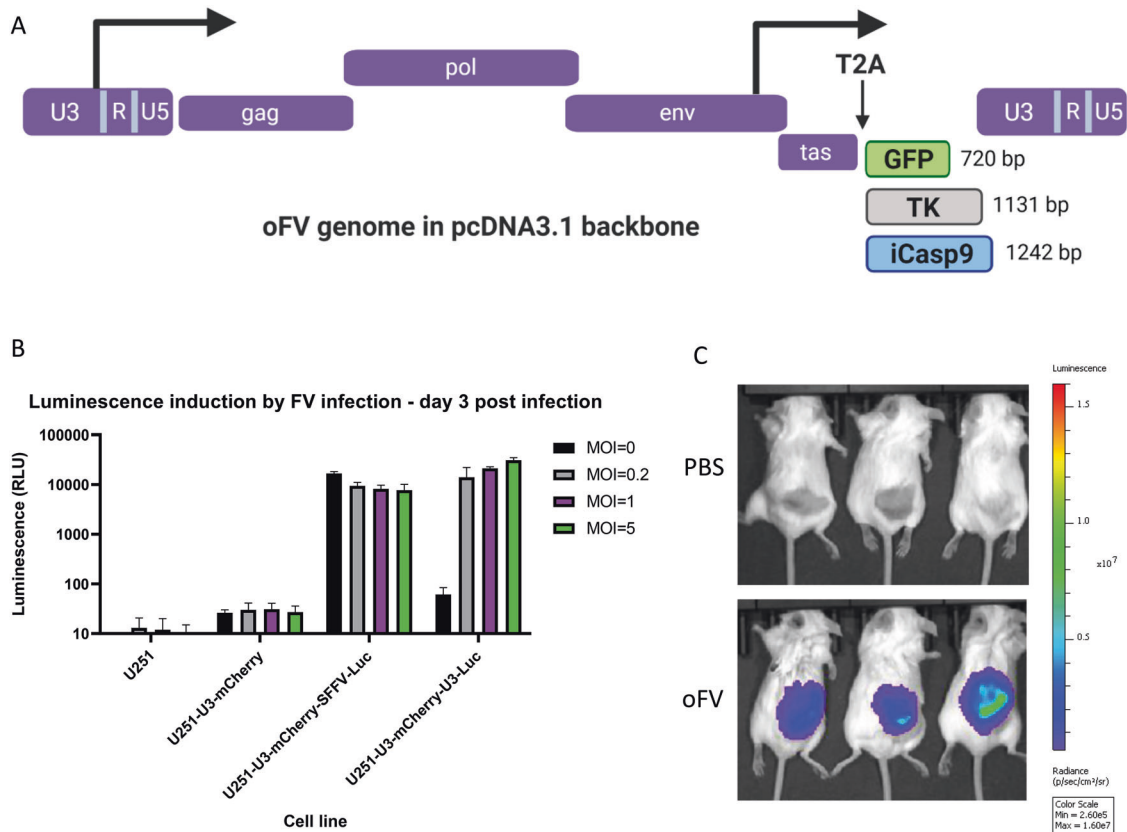 A
U3
R
U5
gag
pol
env
T2A
tas
U3
R
U5
GFP
720 bp
TK
1131 bp
iCasp9
1242 bp
oFV genome in pcDNA3.1 backbone
B
Luminescence induction by FV infection - day 3 post infection
Luminescence (RLU)
100000
10000
1000
100
10
MOI=0
MOI=0.2
MOI=1
MOI=5
U251
U251-U3-mCherry
U251-U3-mCherry-SFFV-Luc
U251-U3-mCherry-U3-Luc
Cell line
C
PBS
oFV
Luminescence
1.5
1.0
x10⁷
0.5
Radiance
(p/sec/cm²/sr)
Color Scale
Min = 2.60e5
Max = 1.60e7